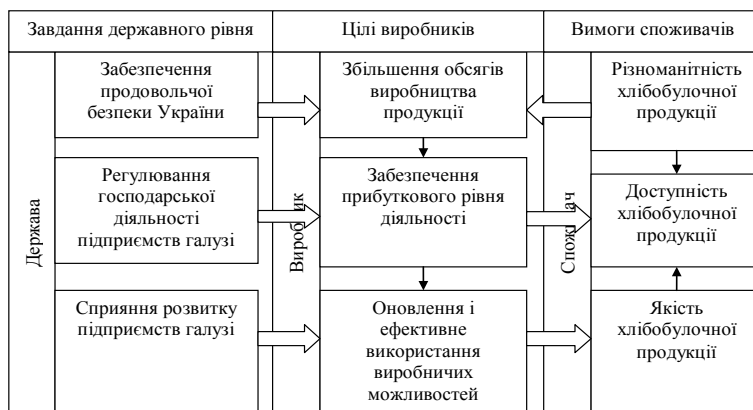 Завдання державного рівня
Цілі виробників
Вимоги споживачів
Держава
Забезпечення
продовольчої
безпеки України
Регулювання
господарської
діяльності
підприємств галузі
Сприяння розвитку
підприємств галузі
Виробник
Збільшення обсягів
виробництва
продукції
Забезпечення
прибуткового рівня
діяльності
Оновлення і
ефективне
використання
виробничих
можливостей
Споживач
Різноманітність
хлібобулочної
продукції
Доступність
хлібобулочної
продукції
Якість
хлібобулочної
продукції